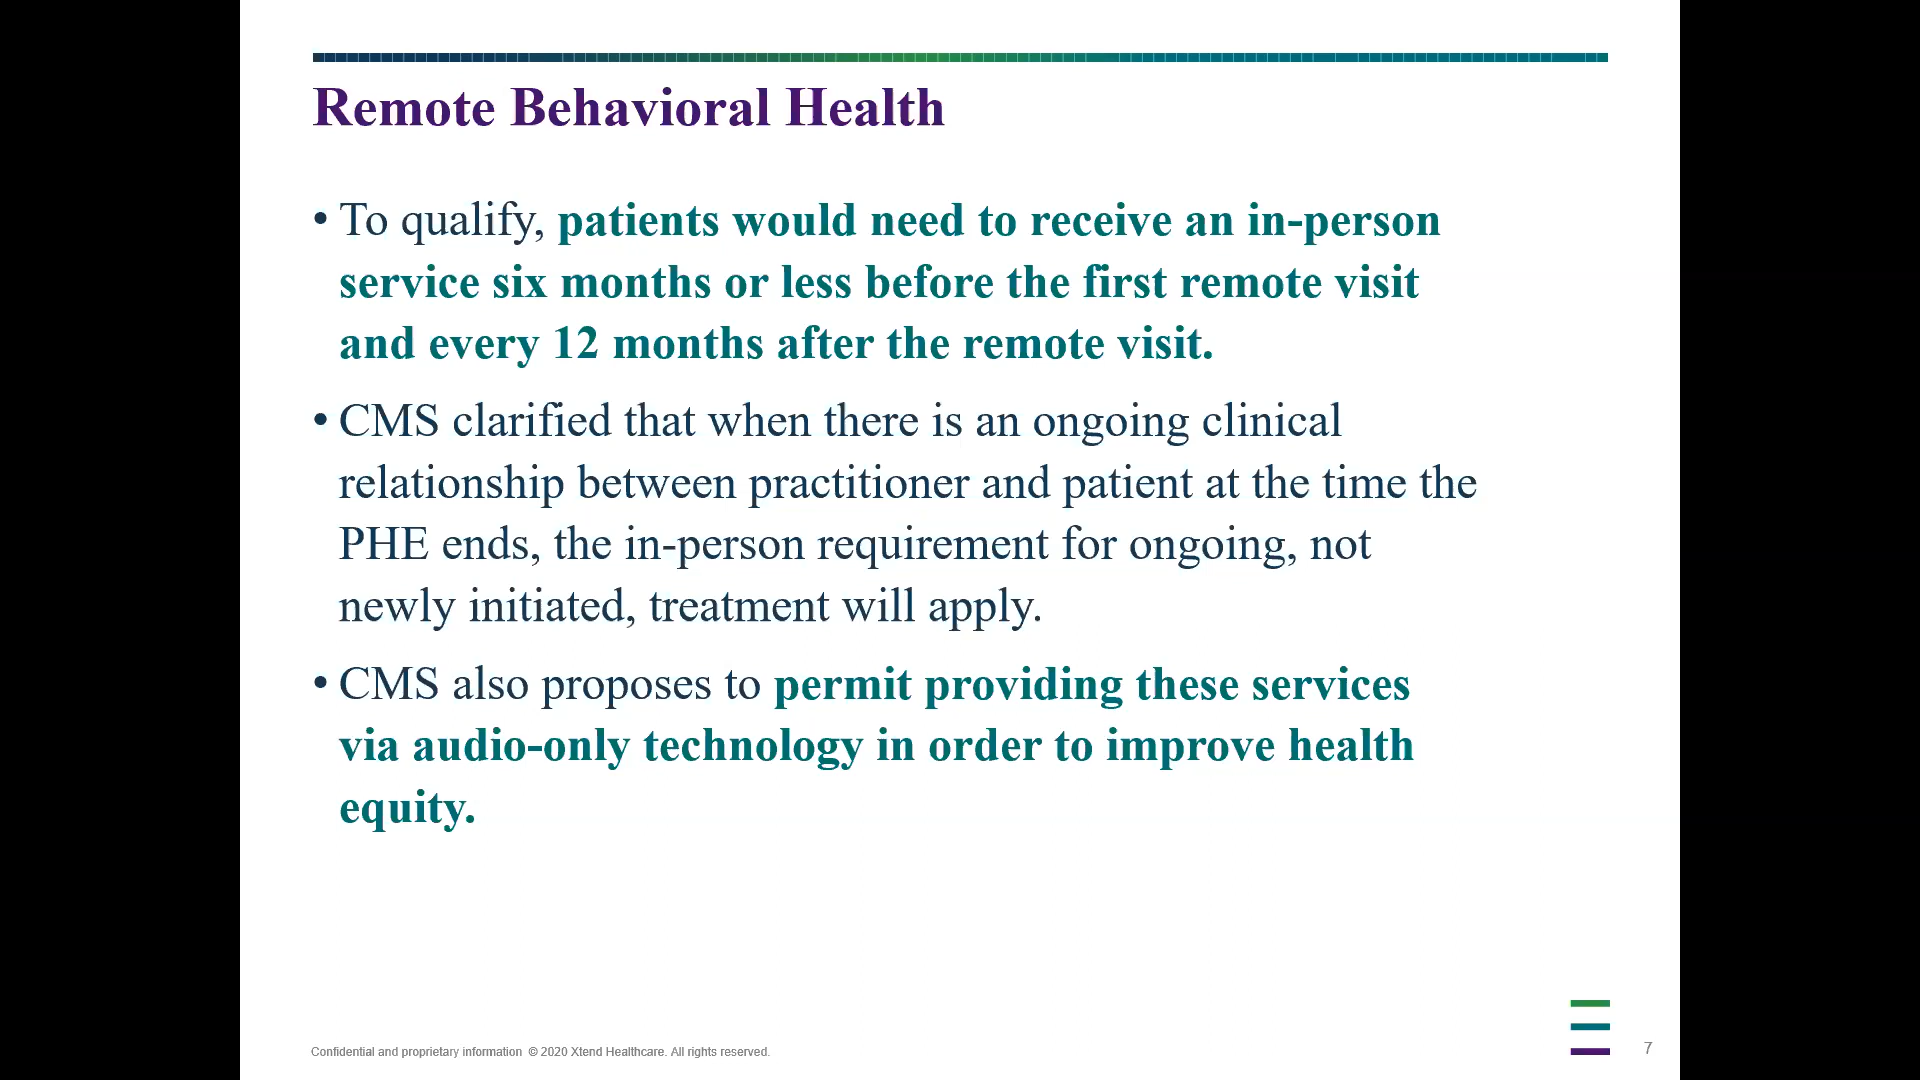 Remote Behavioral Health
• To qualify, patients would need to receive an in-person
service six months or less before the first remote visit
and every 12 months after the remote visit.
• CMS clarified that when there is an ongoing clinical
relationship between practitioner and patient at the time the
PHE ends, the in-person requirement for ongoing, not
newly initiated, treatment will apply.
• CMS also proposes to permit providing these services
via audio-only technology in order to improve health
equity.
Confidential and proprietary information © 2020 Xtend Healthcare. All rights reserved.
7